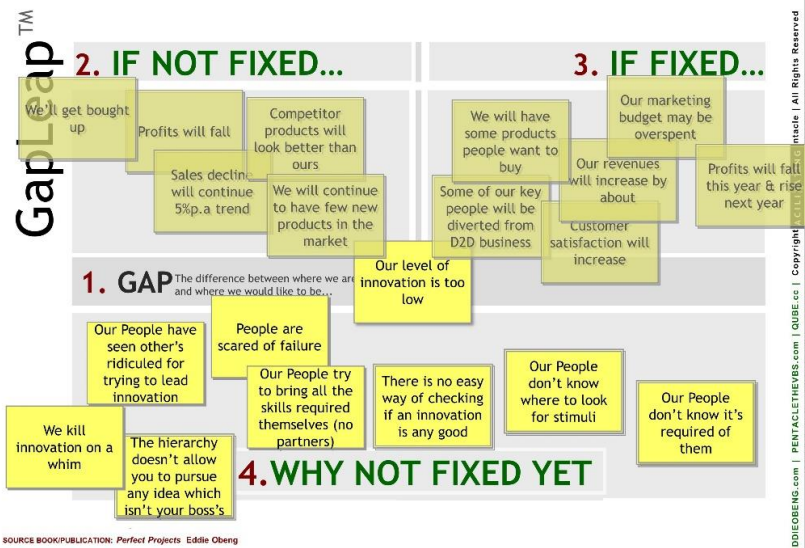 GapLeap™
2. IF NOT FIXED...
3. IF FIXED...
We'll get bought
up
Profits will fall
Competitor
products will
look better than
ours
Sales decline
will continue
5%p.a trend
We will continue
to have few new
products in the
market
We will have
some products
people want to
buy
Our marketing
budget may be
overspent
Our revenues
will increase by
about
Profits will fall
this year & rise
next year
Some of our key
people will be
diverted from
D2D business
Customer
satisfaction will
increase
1. GAP
The difference between where we are
and where we would like to be...
Our level of
innovation is too
low
Our People have
seen other's
ridiculed for
trying to lead
innovation
People are
scared of failure
Our People try
to bring all the
skills required
themselves (no
partners)
There is no easy
way of checking
if an innovation
is any good
Our People
don't know
where to look
for stimuli
Our People
don't know it's
required of
them
We kill
innovation on a
whim
The hierarchy
doesn't allow
you to pursue
any idea which
isn't your boss's
4.WHY NOT FIXED YET
SOURCE BOOK/PUBLICATION: Perfect Projects Eddie Obeng
DDIEOBENG.com | PENTACLETHEVBS.com | QUBE.cc | Copyright ntacle | All Rights Reserved